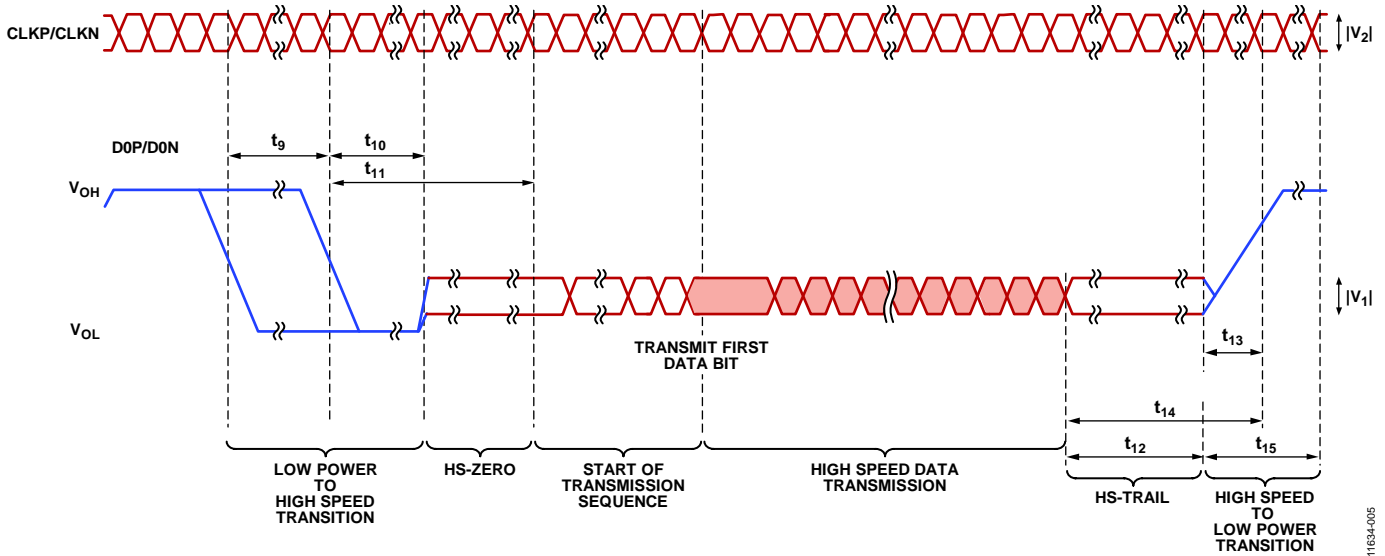 CLKP/CLKN
|V2|
D0P/D0N
t9
t10
t11
VOH
VOL
|V1|
TRANSMIT FIRST
DATA BIT
t13
t14
t12
t15
LOW POWER
TO
HIGH SPEED
TRANSITION
HS-ZERO
START OF
TRANSMISSION
SEQUENCE
HIGH SPEED DATA
TRANSMISSION
HS-TRAIL
HIGH SPEED
TO
LOW POWER
TRANSITION
11634-005